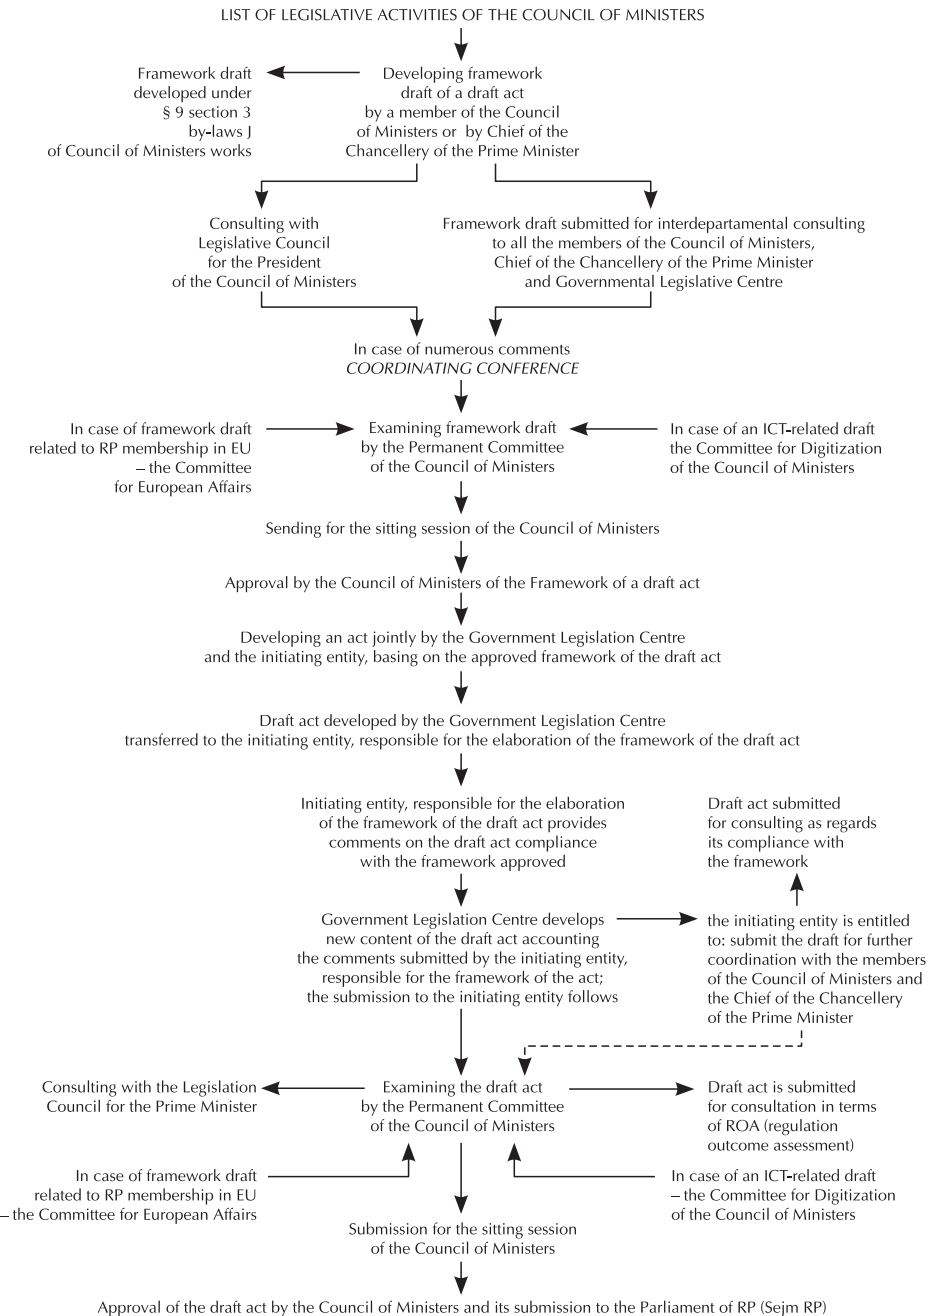 LIST OF LEGISLATIVE ACTIVITIES OF THE COUNCIL OF MINISTERS
Framework draft
developed under
§ 9 section 3
by-laws J
of Council of Ministers works
Developing framework
draft of a draft act
by a member of the Council
of Ministers or by Chief of the
Chancellery of the Prime Minister
Consulting with
Legislative Council
for the President
of the Council of Ministers
Framework draft submitted for interdepartamental consulting
to all the members of the Council of Ministers,
Chief of the Chancellery of the Prime Minister
and Governmental Legislative Centre
In case of numerous comments
COORDINATING CONFERENCE
In case of framework draft
related to RP membership in EU
– the Committee
for European Affairs
Examining framework draft
by the Permanent Committee
of the Council of Ministers
In case of an ICT-related draft
the Committee for Digitization
of the Council of Ministers
Sending for the sitting session of the Council of Ministers
Approval by the Council of Ministers of the Framework of a draft act
Developing an act jointly by the Government Legislation Centre
and the initiating entity, basing on the approved framework of the draft act
Draft act developed by the Government Legislation Centre
transferred to the initiating entity, responsible for the elaboration of the framework of the draft act
Initiating entity, responsible for the elaboration
of the framework of the draft act provides
comments on the draft act compliance
with the framework approved
Draft act submitted
for consulting as regards
its compliance with
the framework
Government Legislation Centre develops
new content of the draft act accounting
the comments submitted by the initiating entity,
responsible for the framework of the act;
the submission to the initiating entity follows
the initiating entity is entitled
to: submit the draft for further
coordination with the members
of the Council of Ministers and
the Chief of the Chancellery
of the Prime Minister
Consulting with the Legislation
Council for the Prime Minister
Examining the draft act
by the Permanent Committee
of the Council of Ministers
Draft act is submitted
for consultation in terms
of ROA (regulation
outcome assessment)
In case of framework draft
related to RP membership in EU
– the Committee for European Affairs
In case of an ICT-related draft
– the Committee for Digitization
of the Council of Ministers
Submission for the sitting session
of the Council of Ministers
Approval of the draft act by the Council of Ministers and its submission to the Parliament of RP (Sejm RP)